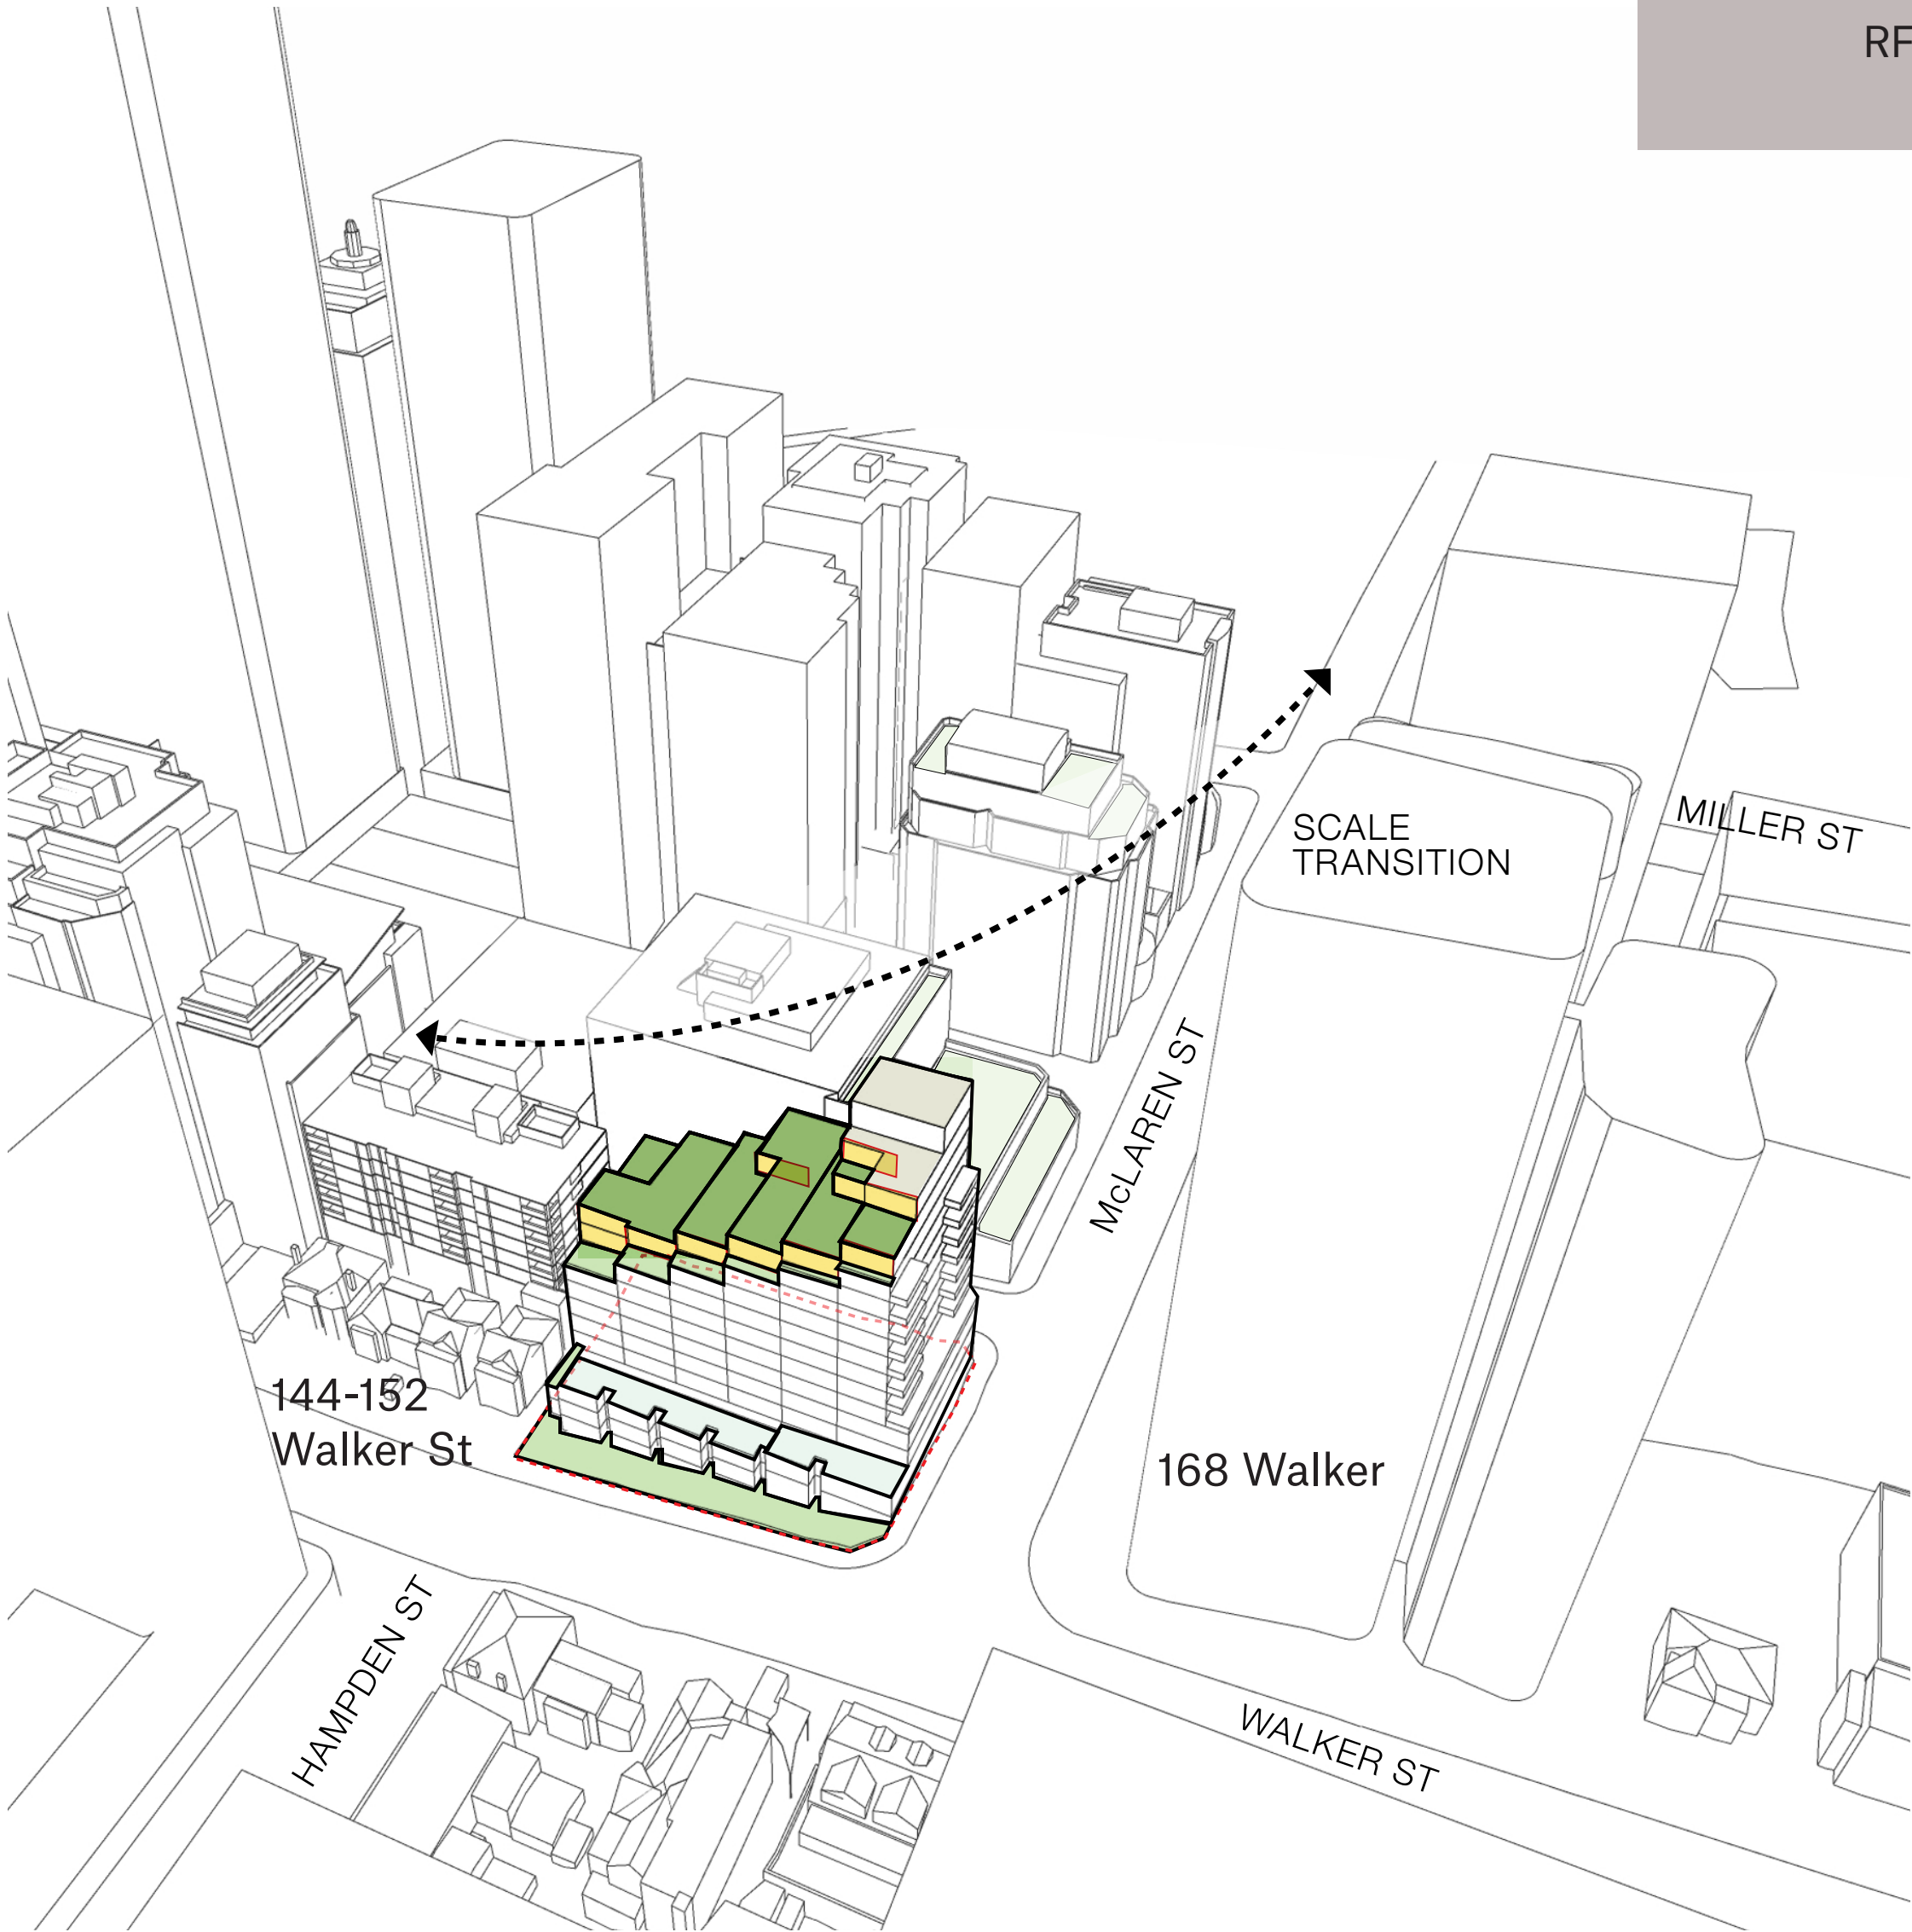 RF
SCALE
TRANSITION
MILLER ST
McLAREN ST
144-152
Walker St
168 Walker
HAMPDEN ST
WALKER ST